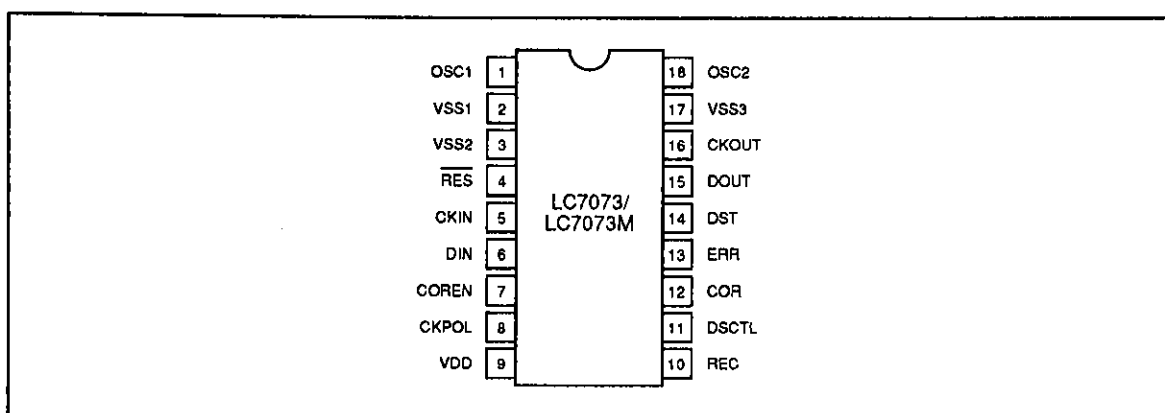 OSC1 1 18 OSC2
VSS1 2 17 VSS3
VSS2 3 16 CKOUT
R̅E̅S̅ 4 15 DOUT
LC7073/
LC7073M
CKIN 5 14 DST
DIN 6 13 ERR
COREN 7 12 COR
CKPOL 8 11 DSCTL
VDD 9 10 REC